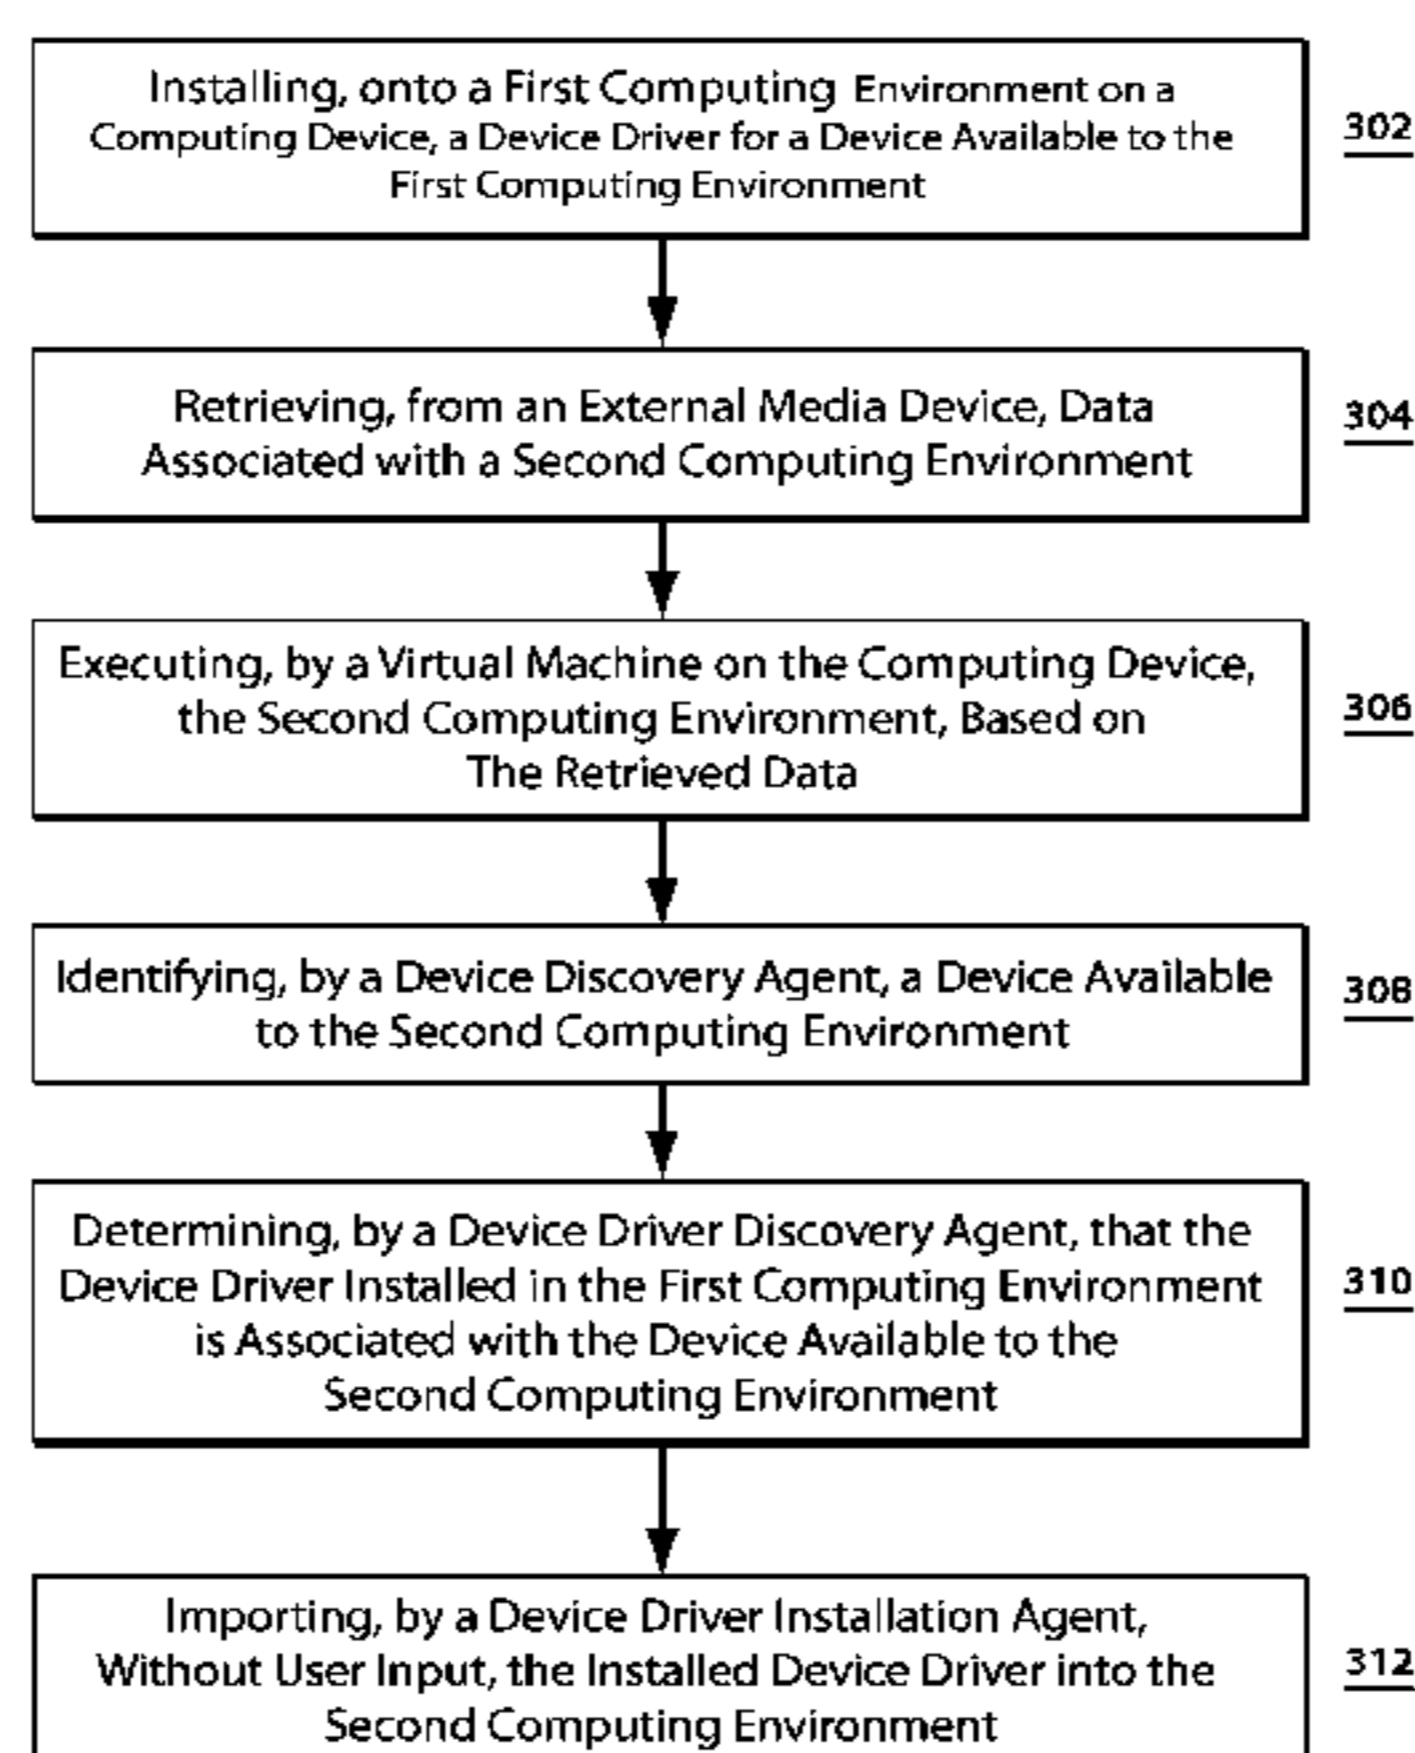 Installing, onto a First Computing Environment on a
Computing Device, a Device Driver for a Device Available to the
First Computing Environment
302
Retrieving, from an External Media Device, Data
Associated with a Second Computing Environment
304
Executing, by a Virtual Machine on the Computing Device,
the Second Computing Environment, Based on
The Retrieved Data
306
Identifying, by a Device Discovery Agent, a Device Available
to the Second Computing Environment
308
Determining, by a Device Driver Discovery Agent, that the
Device Driver Installed in the First Computing Environment
is Associated with the Device Available to the
Second Computing Environment
310
Importing, by a Device Driver Installation Agent,
Without User Input, the Installed Device Driver into the
Second Computing Environment
312